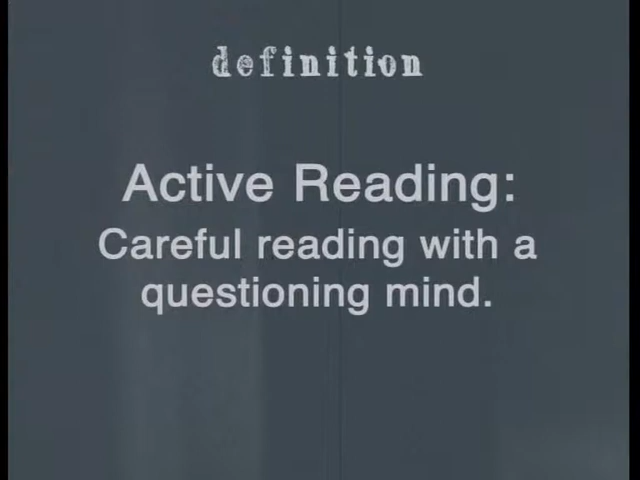 definition
Active Reading:
Careful reading with a
questioning mind.